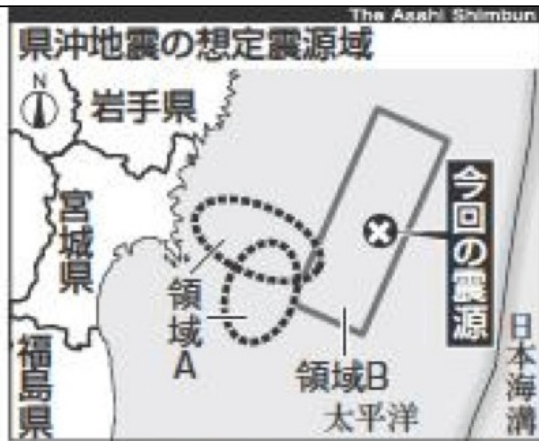 The Asahi Shimbun
県沖地震の想定震源域
N
岩手県
宮城県
福島県
領域A
領域B
今回の震源
太平洋
日本海溝